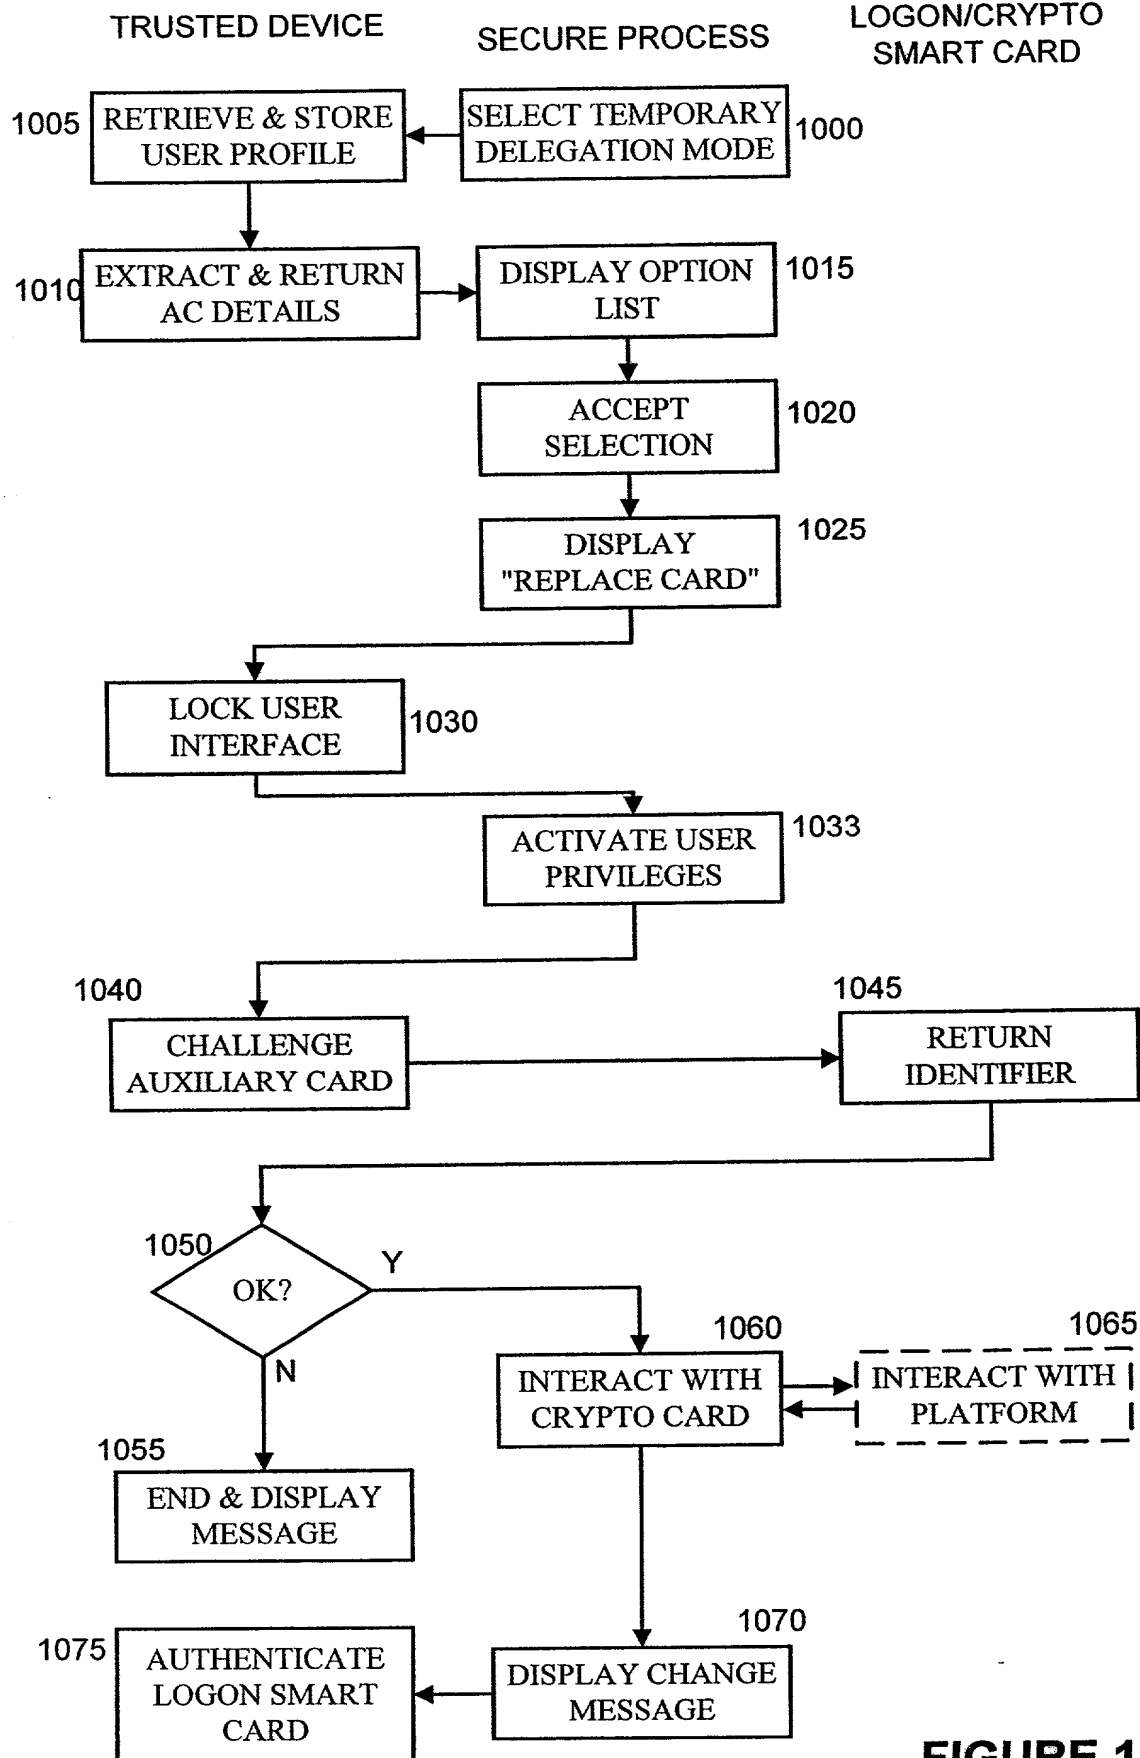 TRUSTED DEVICE
SECURE PROCESS
LOGON/CRYPTO
SMART CARD
1005
RETRIEVE & STORE
USER PROFILE
SELECT TEMPORARY
DELEGATION MODE
1000
1010
EXTRACT & RETURN
AC DETAILS
DISPLAY OPTION
LIST
1015
ACCEPT
SELECTION
1020
DISPLAY
"REPLACE CARD"
1025
LOCK USER
INTERFACE
1030
ACTIVATE USER
PRIVILEGES
1033
1040
CHALLENGE
AUXILIARY CARD
1045
RETURN
IDENTIFIER
1050
OK?
Y
N
1060
INTERACT WITH
CRYPTO CARD
1065
INTERACT WITH
PLATFORM
1055
END & DISPLAY
MESSAGE
1070
DISPLAY CHANGE
MESSAGE
1075
AUTHENTICATE
LOGON SMART
CARD
FIGURE 1